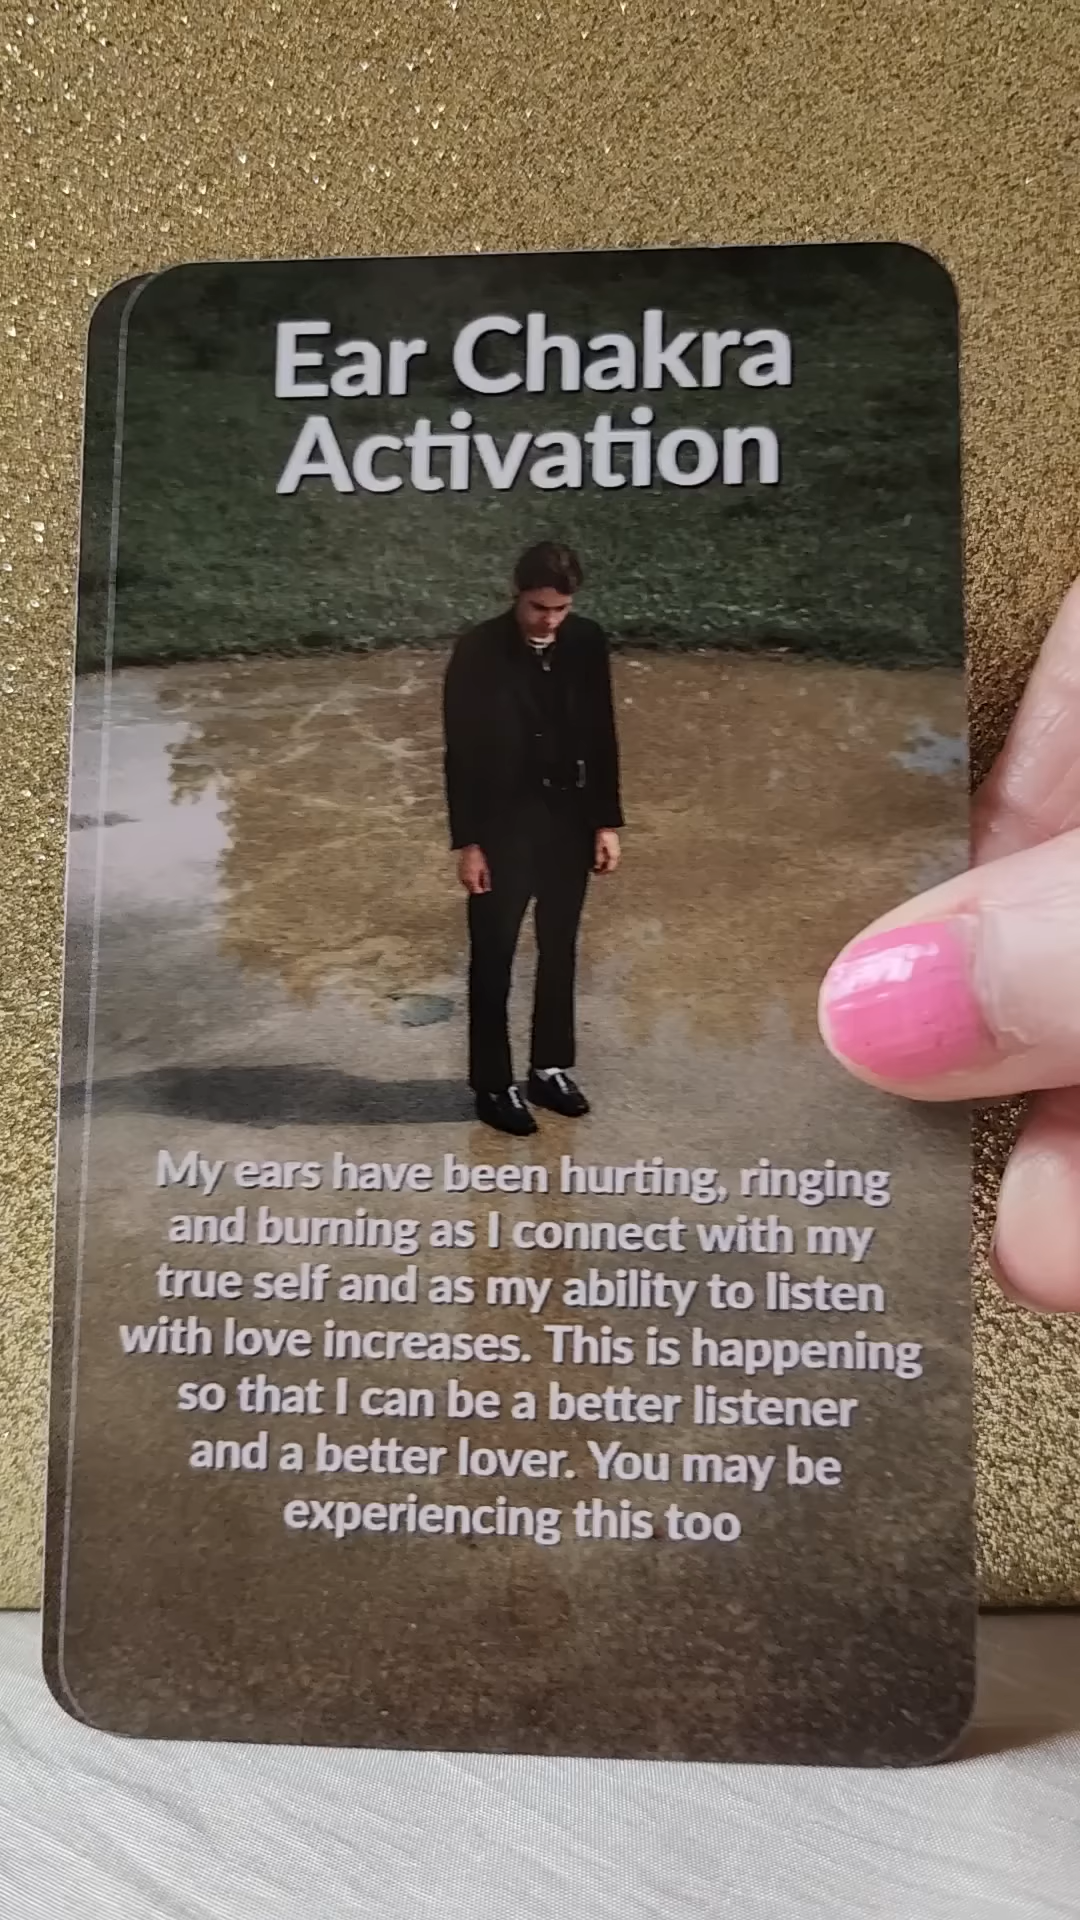 Ear Chakra
Activation
My ears have been hurting, ringing
and burning as I connect with my
true self and as my ability to listen
with love increases. This is happening
so that I can be a better listener
and a better lover. You may be
experiencing this too